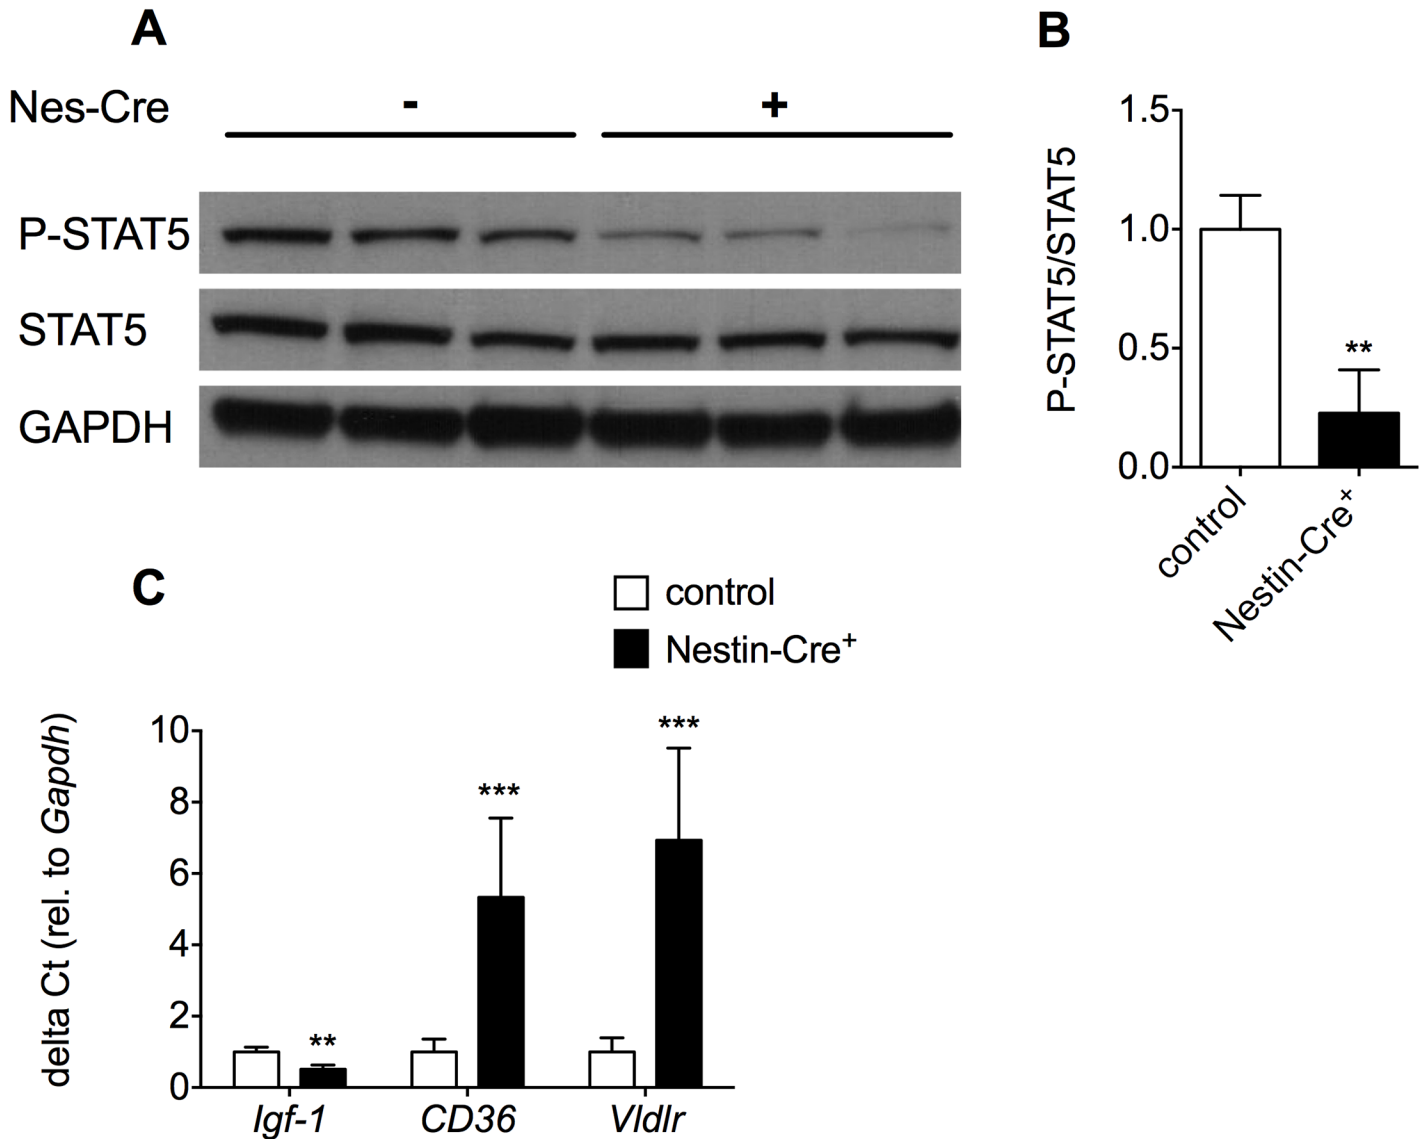 A
Nes-Cre - +
P-STAT5
STAT5
GAPDH
B
P-STAT5/STAT5
1.5
1.0
0.5
0.0
**
control
Nestin-Cre+
C
control
Nestin-Cre+
delta Ct (rel. to Gapdh)
10
8
6
4
2
0
**
***
***
Igf-1 CD36 Vldlr